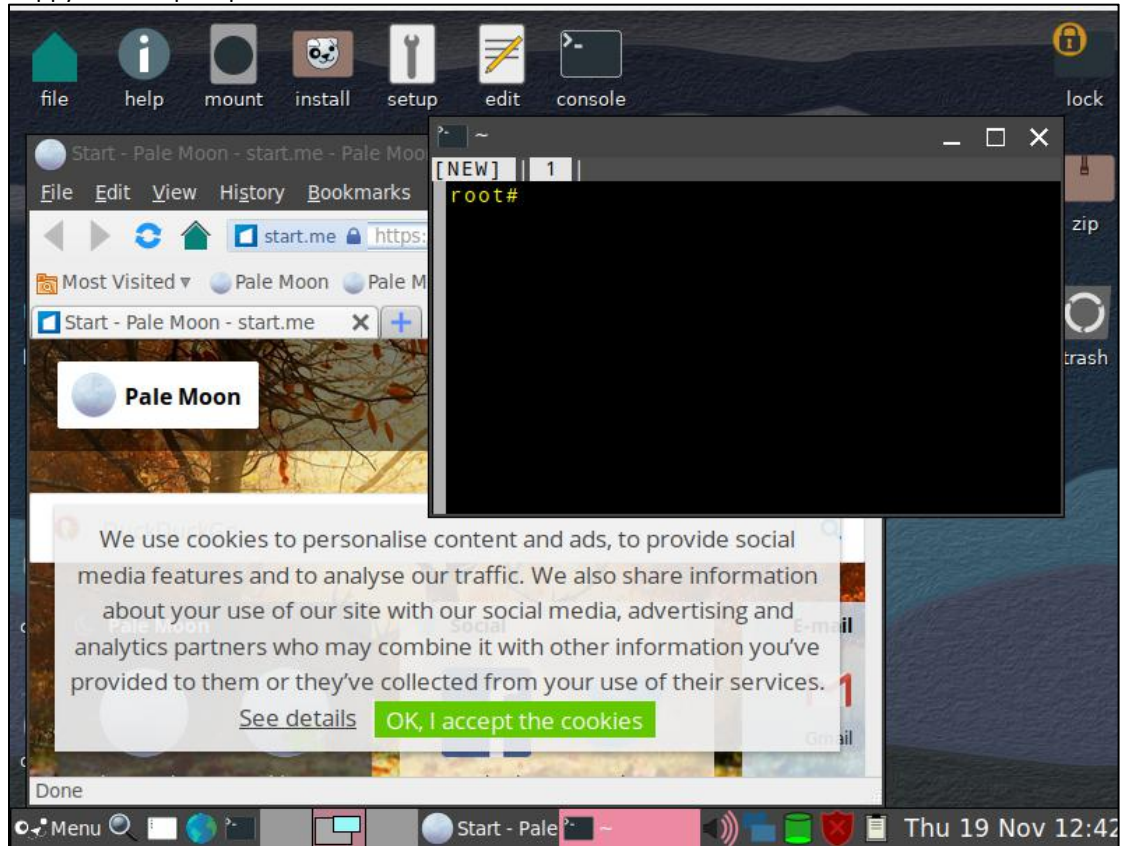 file help mount install setup edit console lock
zip
trash
Start - Pale Moon - start.me - Pale Moo
File Edit View History Bookmarks
start.me https:
Most Visited Pale Moon Pale M
Start - Pale Moon - start.me
Pale Moon
~
[NEW] | 1 |
root#
DuckDuckGo
We use cookies to personalise content and ads, to provide social
media features and to analyse our traffic. We also share information
about your use of our site with our social media, advertising and
analytics partners who may combine it with other information you've
provided to them or they've collected from your use of their services.
See details OK, I accept the cookies
Pale Moon Social E-mail
Gmail
Done
Menu Start - Pale ~ Thu 19 Nov 12:42